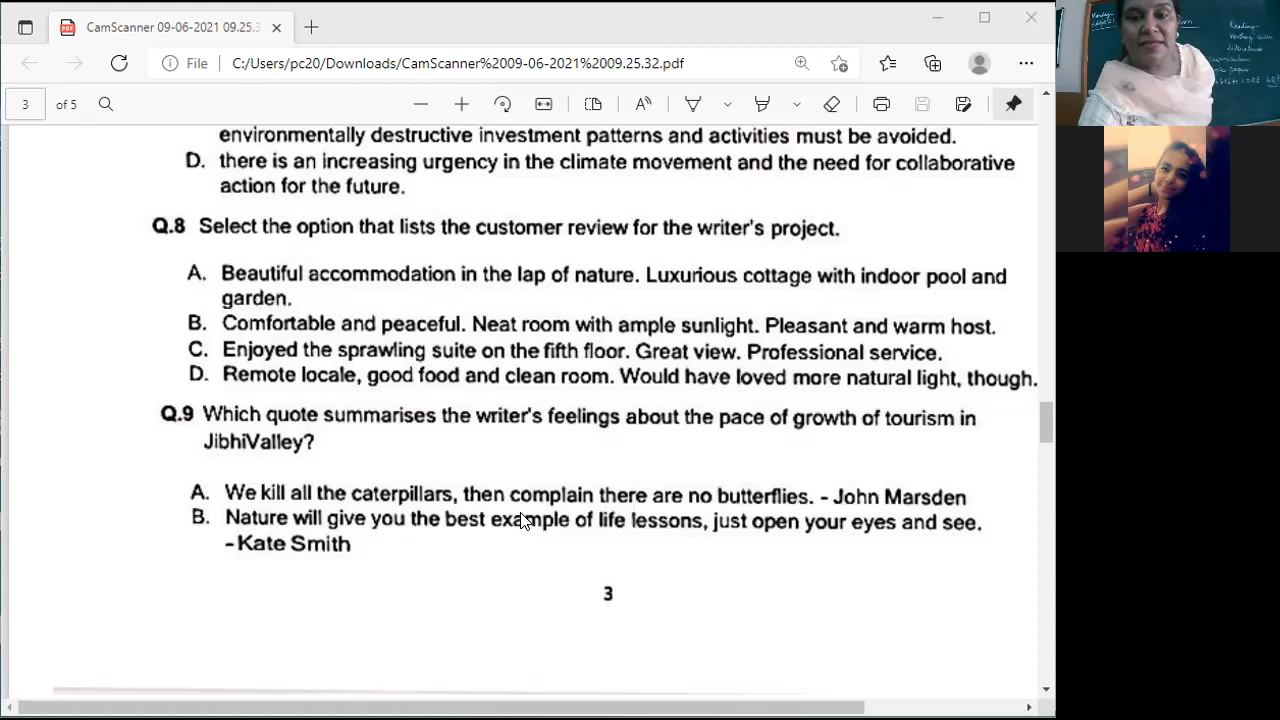 CamScanner 09-06-2021 09.25.3
File C:/Users/pc20/Downloads/CamScanner%2009-06-2021%2009.25.32.pdf
3 of 5
environmentally destructive investment patterns and activities must be avoided.
D. there is an increasing urgency in the climate movement and the need for collaborative
action for the future.
Q.8 Select the option that lists the customer review for the writer's project.
A. Beautiful accommodation in the lap of nature. Luxurious cottage with indoor pool and
garden.
B. Comfortable and peaceful. Neat room with ample sunlight. Pleasant and warm host.
C. Enjoyed the sprawling suite on the fifth floor. Great view. Professional service.
D. Remote locale, good food and clean room. Would have loved more natural light, though.
Q.9 Which quote summarises the writer's feelings about the pace of growth of tourism in
JibhiValley?
A. We kill all the caterpillars, then complain there are no butterflies. - John Marsden
B. Nature will give you the best example of life lessons, just open your eyes and see.
- Kate Smith
3
Reading
Writing skills
Literature